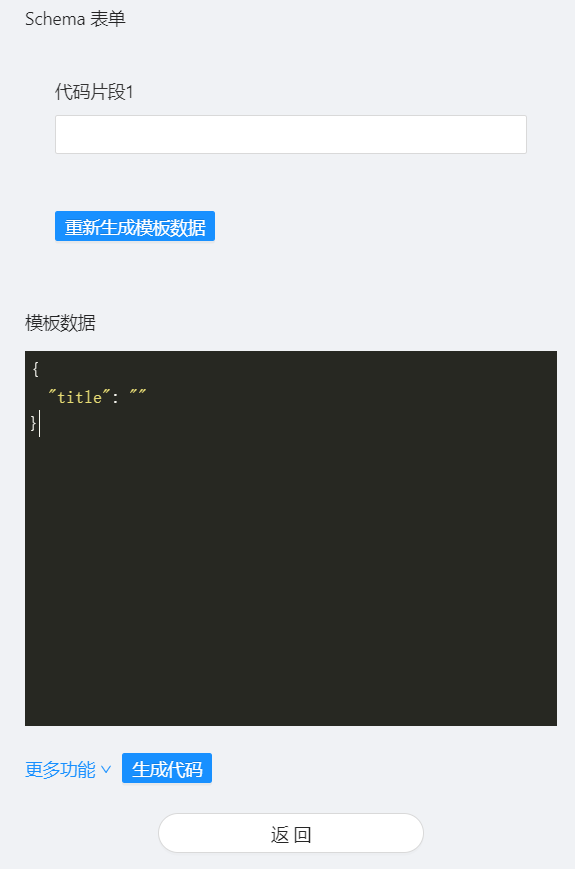 Schema 表单
代码片段1
重新生成模板数据
模板数据
{
"title": ""
}
更多功能
生成代码
返 回